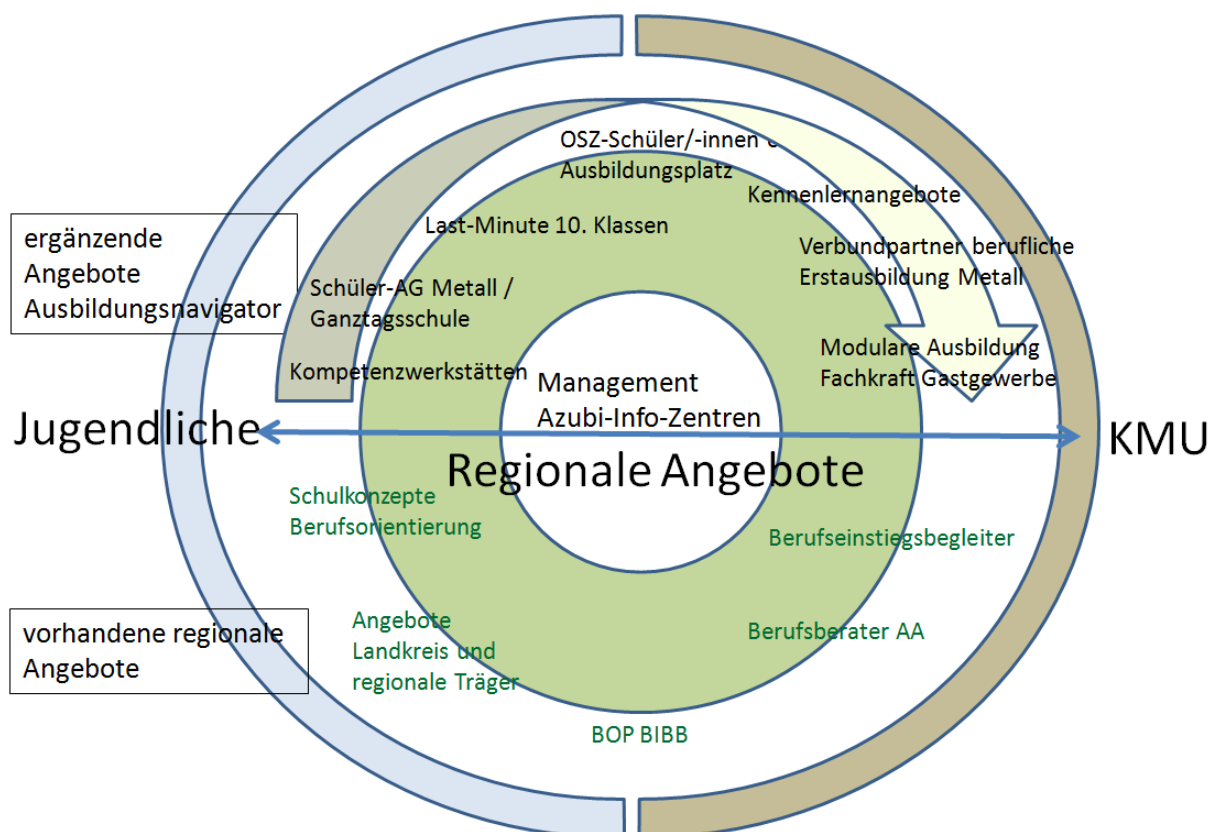 OSZ-Schüler/-innen
Ausbildungsplatz
Kennenlernangebote
Last-Minute 10. Klassen
ergänzende
Angebote
Ausbildungsnavigator
Verbundpartner berufliche
Erstausbildung Metall
Schüler-AG Metall /
Ganztagsschule
Modulare Ausbildung
Fachkraft Gastgewerbe
Kompetenzwerkstätten
Management
Azubi-Info-Zentren
Jugendliche
KMU
Regionale Angebote
Schulkonzepte
Berufsorientierung
Berufseinstiegsbegleiter
vorhandene regionale
Angebote
Angebote
Landkreis und
regionale Träger
Berufsberater AA
BOP BIBB